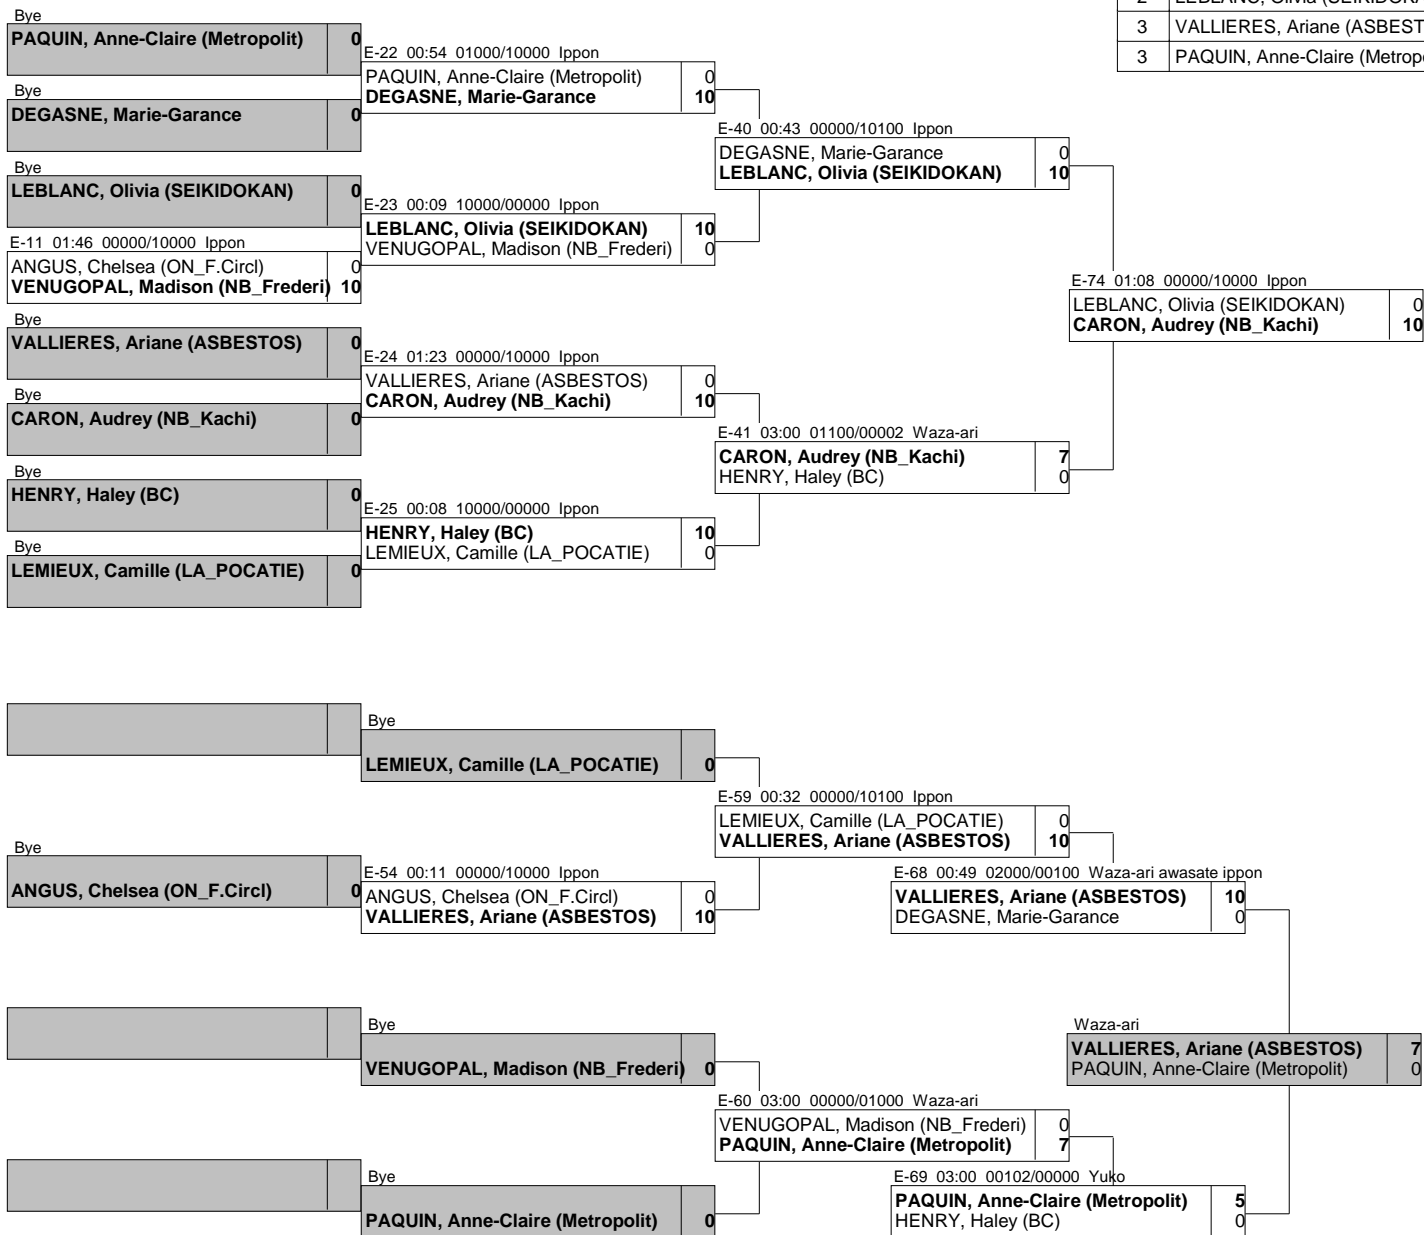 2 LEBLANC, Olivia (SEIKIDOKA
3 VALLIERES, Ariane (ASBEST
3 PAQUIN, Anne-Claire (Metrop
Bye
PAQUIN, Anne-Claire (Metropolit) 0
E-22 00:54 01000/10000 Ippon
PAQUIN, Anne-Claire (Metropolit) 0
DEGASNE, Marie-Garance 10
Bye
DEGASNE, Marie-Garance 0
E-40 00:43 00000/10100 Ippon
DEGASNE, Marie-Garance 0
LEBLANC, Olivia (SEIKIDOKAN) 10
Bye
LEBLANC, Olivia (SEIKIDOKAN) 0
E-23 00:09 10000/00000 Ippon
LEBLANC, Olivia (SEIKIDOKAN) 10
VENUGOPAL, Madison (NB_Frederi) 0
E-11 01:46 00000/10000 Ippon
ANGUS, Chelsea (ON_F.Circl) 0
VENUGOPAL, Madison (NB_Frederi) 10
E-74 01:08 00000/10000 Ippon
LEBLANC, Olivia (SEIKIDOKAN) 0
CARON, Audrey (NB_Kachi) 10
Bye
VALLIERES, Ariane (ASBESTOS) 0
E-24 01:23 00000/10000 Ippon
VALLIERES, Ariane (ASBESTOS) 0
CARON, Audrey (NB_Kachi) 10
Bye
CARON, Audrey (NB_Kachi) 0
E-41 03:00 01100/00002 Waza-ari
CARON, Audrey (NB_Kachi) 7
HENRY, Haley (BC) 0
Bye
HENRY, Haley (BC) 0
E-25 00:08 10000/00000 Ippon
HENRY, Haley (BC) 10
LEMIEUX, Camille (LA_POCATIE) 0
Bye
LEMIEUX, Camille (LA_POCATIE) 0
Bye
LEMIEUX, Camille (LA_POCATIE) 0
E-59 00:32 00000/10100 Ippon
LEMIEUX, Camille (LA_POCATIE) 0
VALLIERES, Ariane (ASBESTOS) 10
Bye
ANGUS, Chelsea (ON_F.Circl) 0
E-54 00:11 00000/10000 Ippon
ANGUS, Chelsea (ON_F.Circl) 0
VALLIERES, Ariane (ASBESTOS) 10
E-68 00:49 02000/00100 Waza-ari awasate ippon
VALLIERES, Ariane (ASBESTOS) 10
DEGASNE, Marie-Garance 0
Bye
VENUGOPAL, Madison (NB_Frederi) 0
Waza-ari
VALLIERES, Ariane (ASBESTOS) 7
PAQUIN, Anne-Claire (Metropolit) 0
E-60 03:00 00000/01000 Waza-ari
VENUGOPAL, Madison (NB_Frederi) 0
PAQUIN, Anne-Claire (Metropolit) 7
Bye
PAQUIN, Anne-Claire (Metropolit) 0
E-69 03:00 00102/00000 Yuko
PAQUIN, Anne-Claire (Metropolit) 5
HENRY, Haley (BC) 0